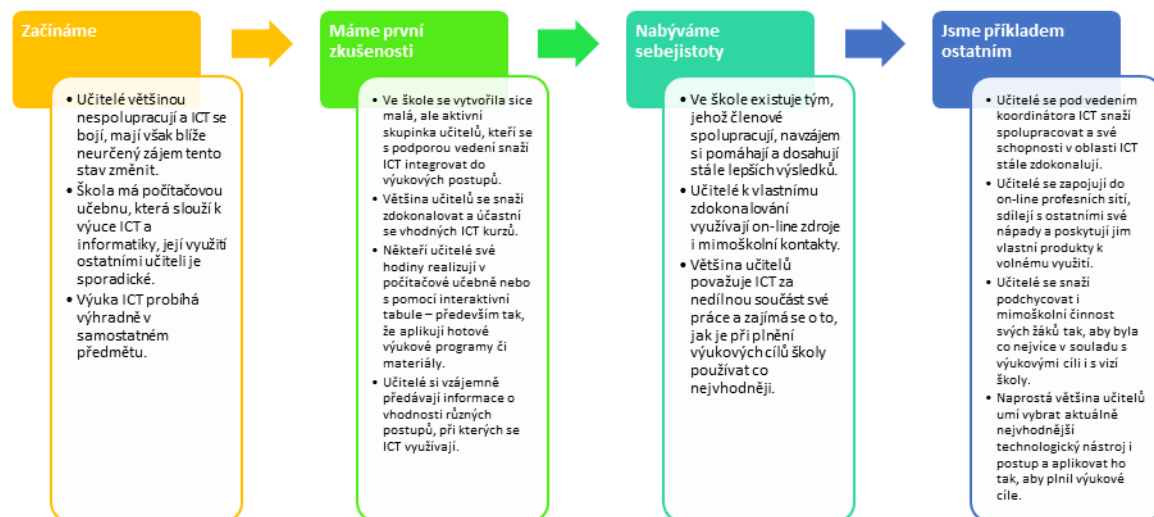 Začínáme
• Učitelé většinou
nespolupracují a ICT se
bojí, mají však blíže
neurčený zájem tento
stav změnit.
• Škola má počítačovou
učebnu, která slouží k
výuce ICT a
informatiky, její využití
ostatními učiteli je
sporadické.
• Výuka ICT probíhá
výhradně v
samostatném
předmětu.
Máme první
zkušenosti
• Ve škole se vytvořila sice
malá, ale aktivní
skupinka učitelů, kteří se
s podporou vedení snaží
ICT integrovat do
výukových postupů.
• Většina učitelů se snaží
zdokonalovat a účastní
se vhodných ICT kurzů.
• Někteří učitelé své
hodiny realizují v
počítačové učebně nebo
s pomocí interaktivní
tabule – především tak,
že aplikují hotové
výukové programy či
materiály.
• Učitelé si vzájemně
předávají informace o
vhodnosti různých
postupů, při kterých se
ICT využívají.
Nabýváme
sebejistoty
• Ve škole existuje tým,
jehož členové
spolupracují, navzájem
si pomáhají a dosahují
stále lepších výsledků.
• Učitelé k vlastnímu
zdokonalování
využívají on-line zdroje
i mimoškolní kontakty.
• Většina učitelů
považuje ICT za
nedílnou součást své
práce a zajímá se o to,
jak je při plnění
výukových cílů školy
používat co
nejvhodněji.
Jsme příkladem
ostatním
• Učitelé se pod vedením
koordinátora ICT snaží
spolupracovat a své
schopnosti v oblasti ICT
stále zdokonalují.
• Učitelé se zapojují do
on-line profesních sítí,
sdílejí s ostatními své
nápady a poskytují jim
vlastní produkty k
volnému využití.
• Učitelé se snaží
podchycovat i
mimoškolní činnost
svých žáků tak, aby byla
co nejvíce v souladu s
výukovými cíli i s vizí
školy.
• Naprostá většina učitelů
umí vybrat aktuálně
nejvhodnější
technologický nástroj i
postup a aplikovat ho
tak, aby plnil výukové
cíle.